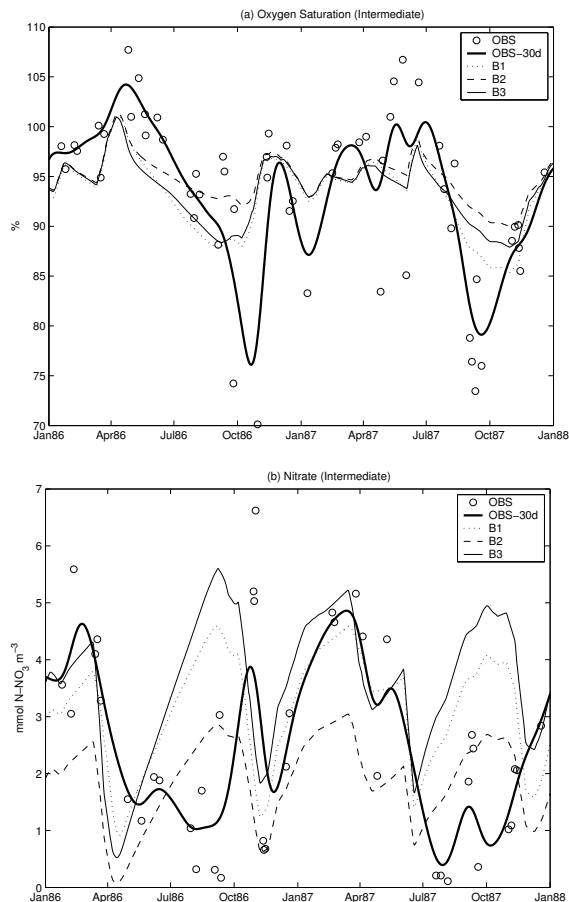 (a) Oxygen Saturation (Intermediate)
110
105
100
95
90
85
80
75
70
%
OBS
OBS−30d
B1
B2
B3
Jan86 Apr86 Jul86 Oct86 Jan87 Apr87 Jul87 Oct87 Jan88
(b) Nitrate (Intermediate)
7
6
5
4
3
2
1
0
mmol N−NO3 m−3
OBS
OBS−30d
B1
B2
B3
Jan86 Apr86 Jul86 Oct86 Jan87 Apr87 Jul87 Oct87 Jan88